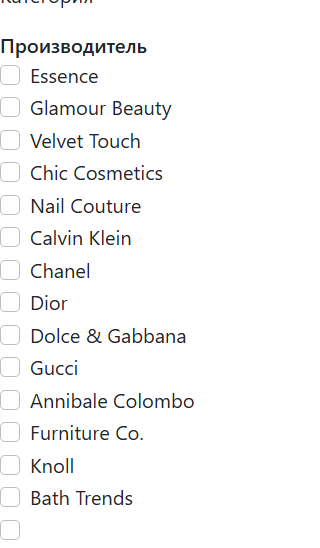 Категория
Производитель
Essence
Glamour Beauty
Velvet Touch
Chic Cosmetics
Nail Couture
Calvin Klein
Chanel
Dior
Dolce & Gabbana
Gucci
Annibale Colombo
Furniture Co.
Knoll
Bath Trends